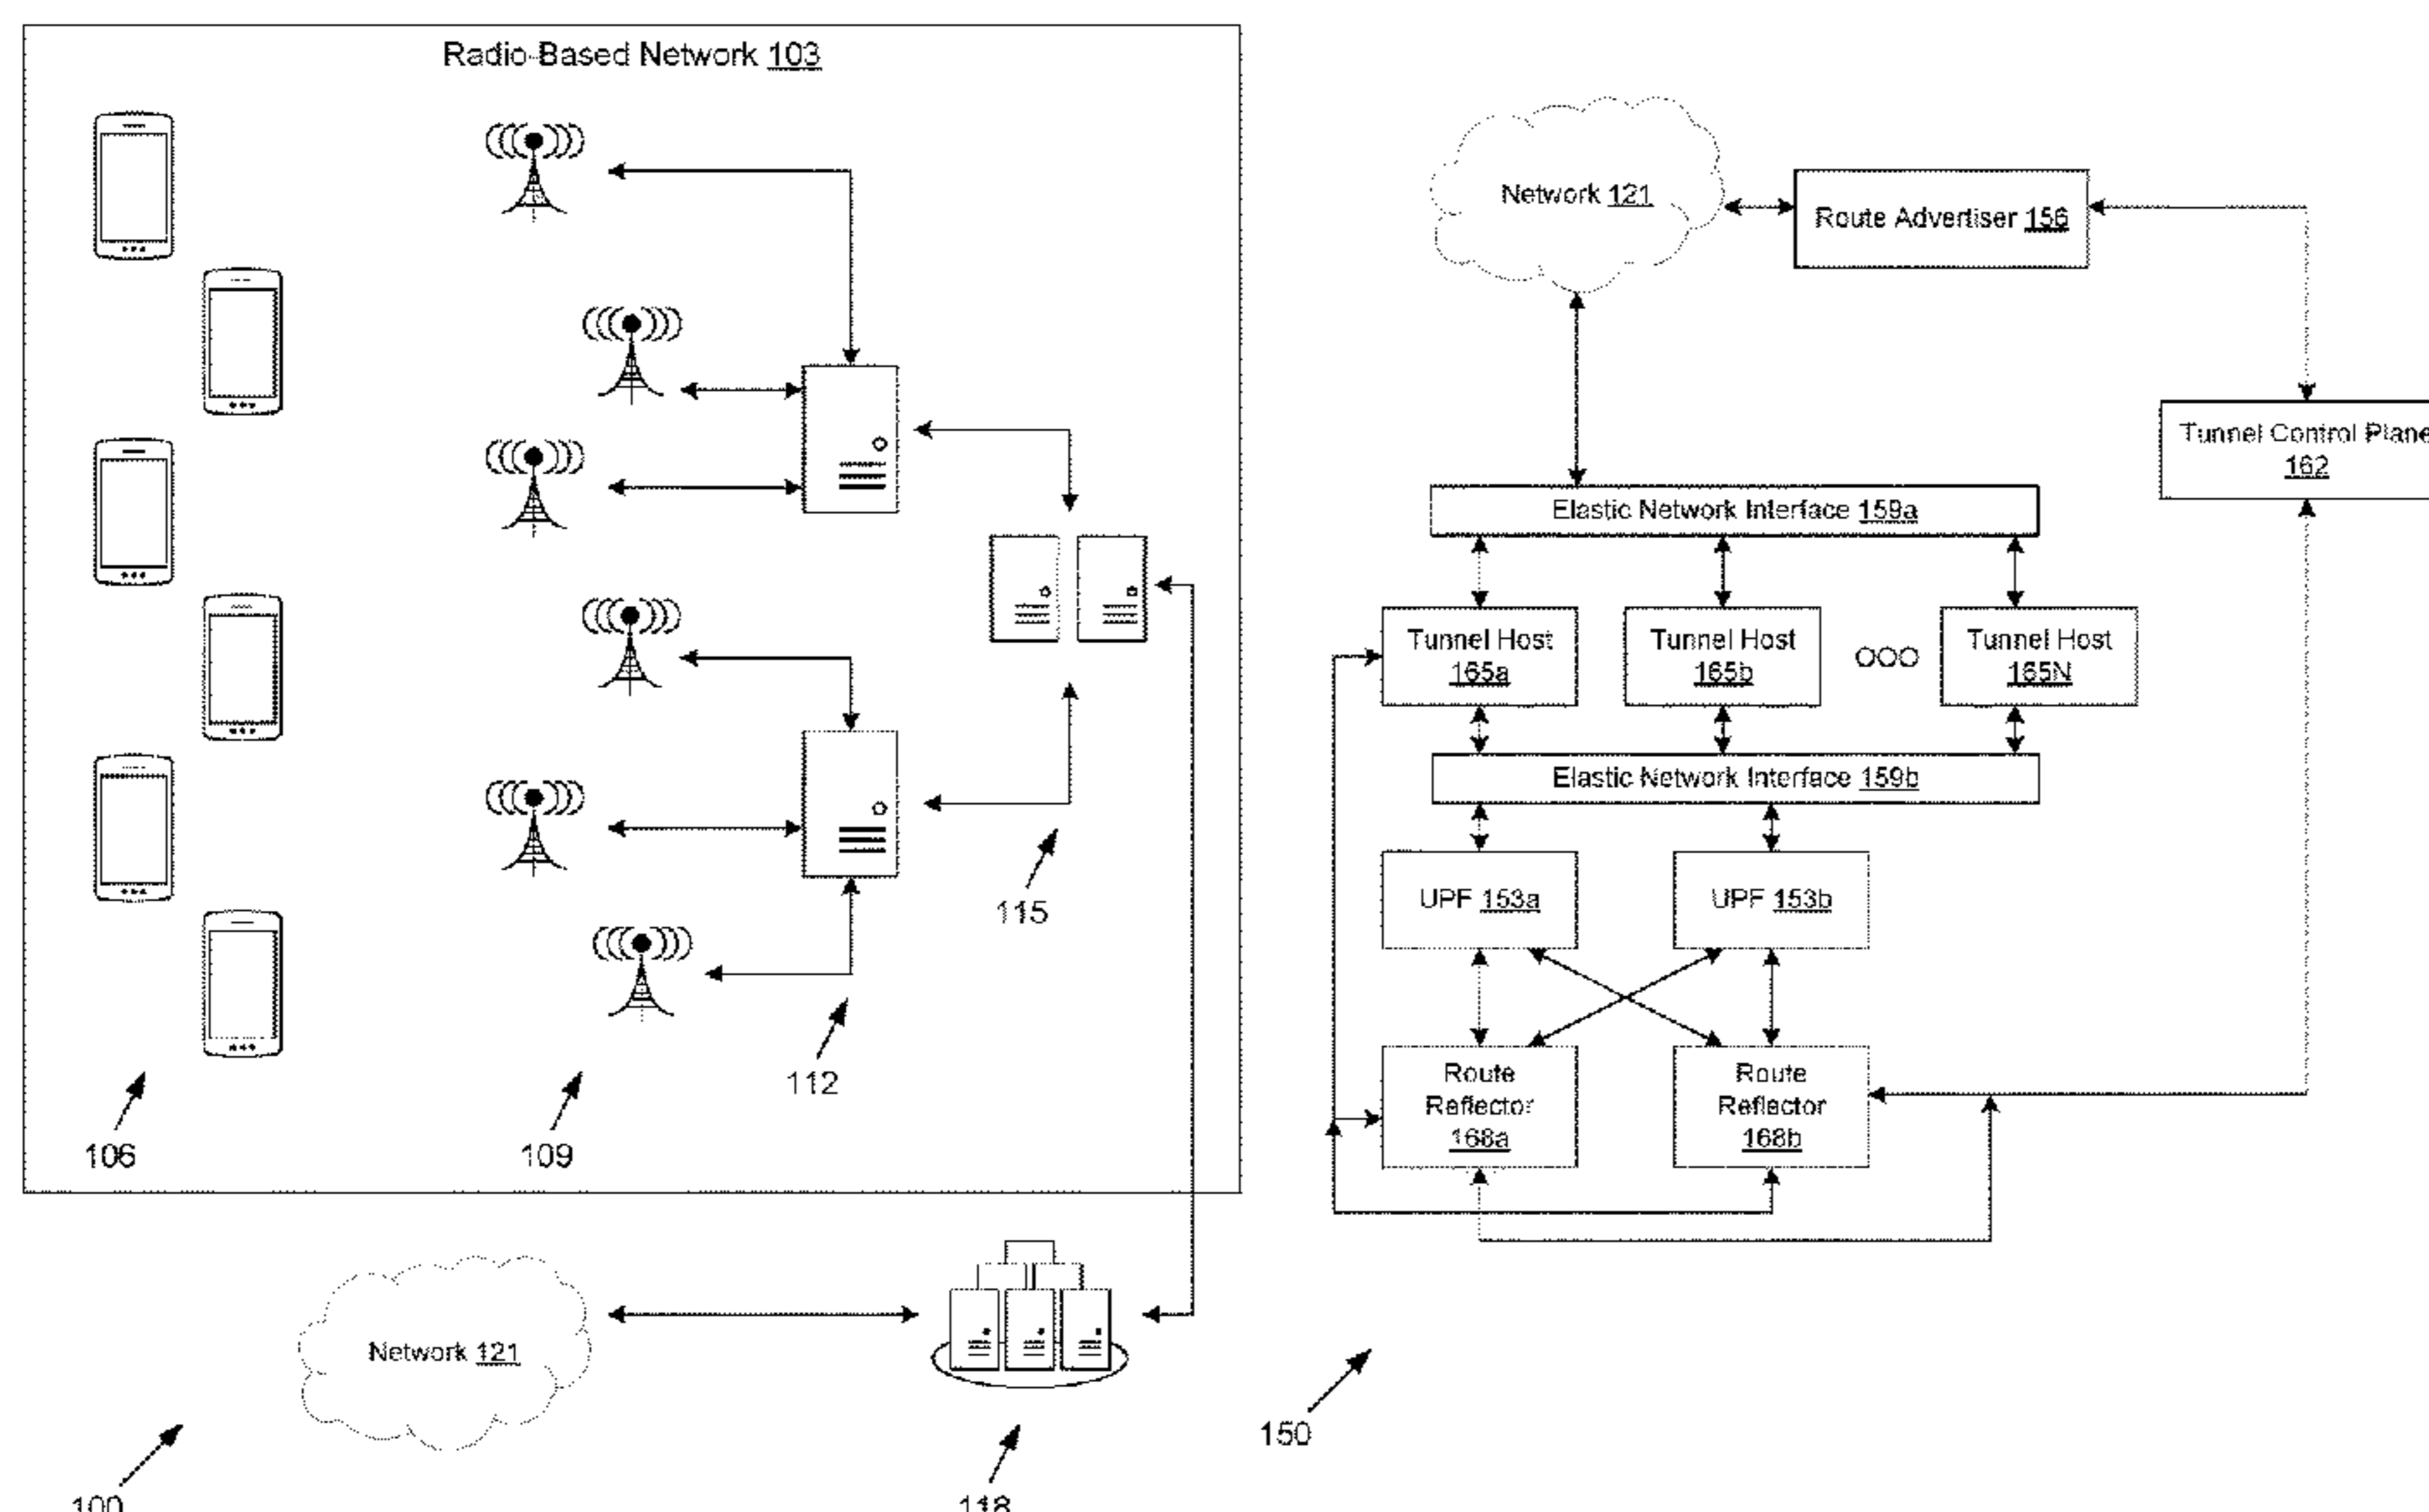 Radio-Based Network 103
106
109
112
115
Network 121
100
118
Network 121
Route Advertiser 156
Tunnel Control Plane
162
Elastic Network Interface 159a
Tunnel Host
165a
Tunnel Host
165b
Tunnel Host
165N
Elastic Network Interface 159b
UPF 153a
UPF 153b
Route
Reflector
168a
Route
Reflector
168b
150